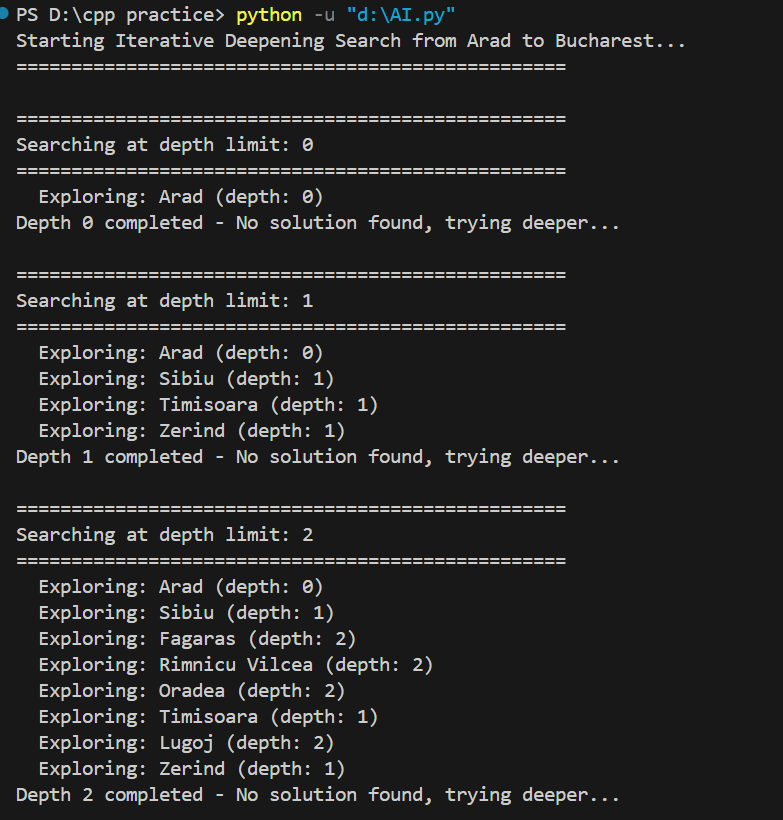 PS D:\cpp practice> python -u "d:\AI.py"
Starting Iterative Deepening Search from Arad to Bucharest...
==================================================

==================================================
Searching at depth limit: 0
==================================================
  Exploring: Arad (depth: 0)
Depth 0 completed - No solution found, trying deeper...

==================================================
Searching at depth limit: 1
==================================================
  Exploring: Arad (depth: 0)
  Exploring: Sibiu (depth: 1)
  Exploring: Timisoara (depth: 1)
  Exploring: Zerind (depth: 1)
Depth 1 completed - No solution found, trying deeper...

==================================================
Searching at depth limit: 2
==================================================
  Exploring: Arad (depth: 0)
  Exploring: Sibiu (depth: 1)
  Exploring: Fagaras (depth: 2)
  Exploring: Rimnicu Vilcea (depth: 2)
  Exploring: Oradea (depth: 2)
  Exploring: Timisoara (depth: 1)
  Exploring: Lugoj (depth: 2)
  Exploring: Zerind (depth: 1)
Depth 2 completed - No solution found, trying deeper...